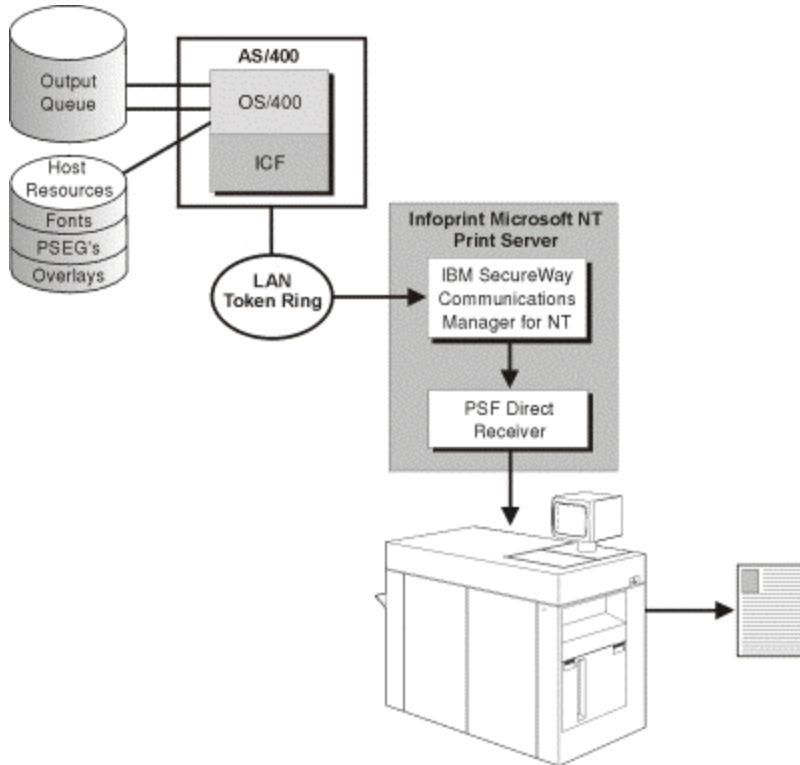 Output
Queue
Host
Resources
Fonts
PSEG's
Overlays
AS/400
OS/400
ICF
LAN
Token Ring
Infoprint Microsoft NT
Print Server
IBM SecureWay
Communications
Manager for NT
PSF Direct
Receiver